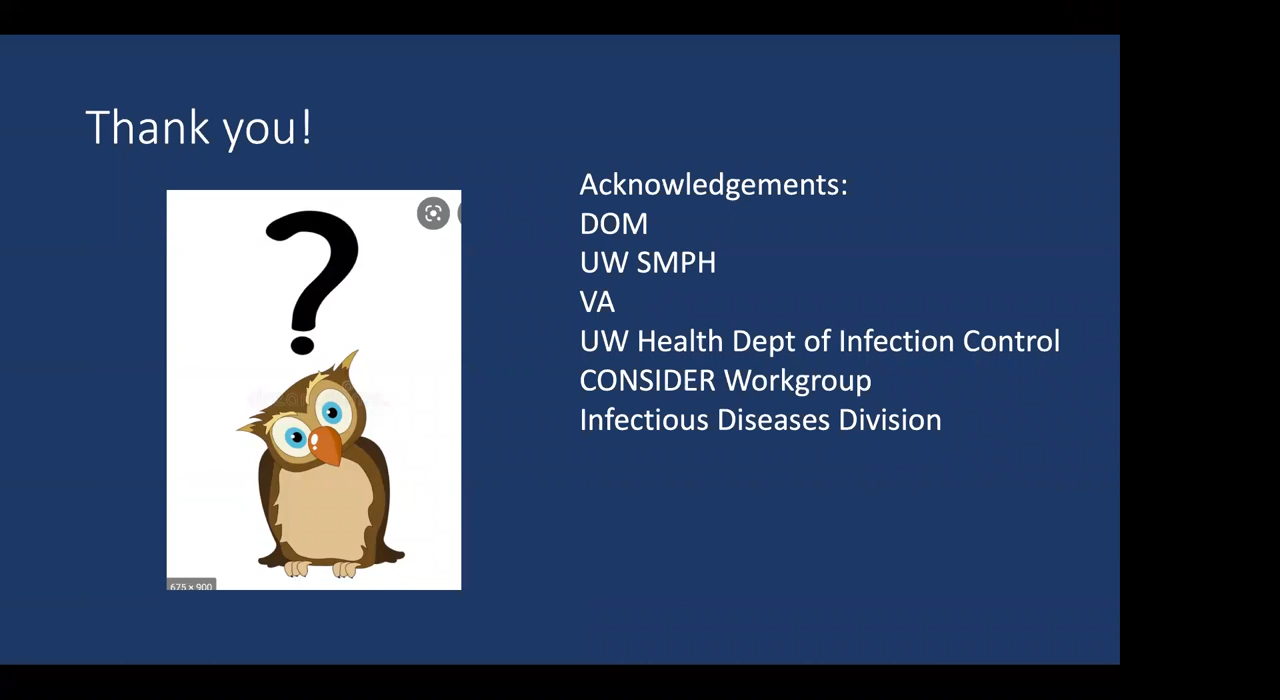 Thank you!
?
675 × 900
Acknowledgements:
DOM
UW SMPH
VA
UW Health Dept of Infection Control
CONSIDER Workgroup
Infectious Diseases Division